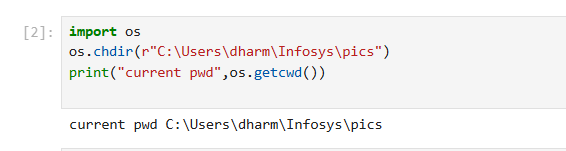 [2]: import os
os.chdir(r"C:\Users\dharm\Infosys\pics")
print("current pwd",os.getcwd())
current pwd C:\Users\dharm\Infosys\pics